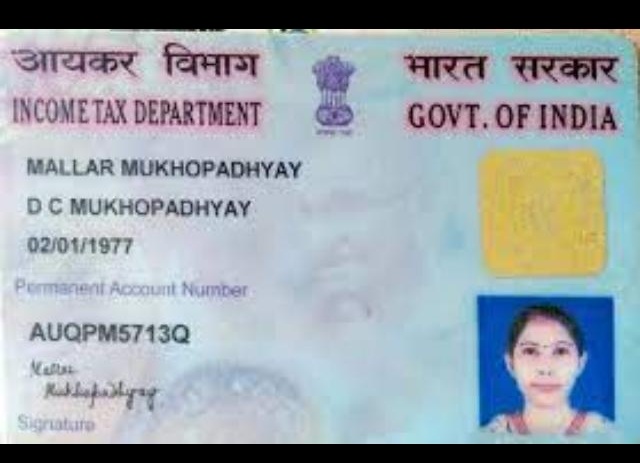 आयकर विभाग
भारत सरकार
INCOME TAX DEPARTMENT
GOVT. OF INDIA
MALLAR MUKHOPADHYAY
D C MUKHOPADHYAY
02/01/1977
Permanent Account Number
AUQPM5713Q
Mallar
Mukhopadhyay
Signature